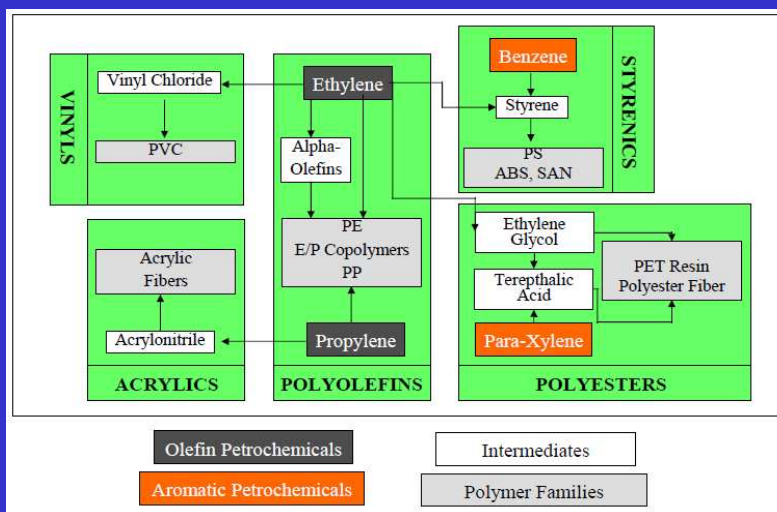 VINYLS
Vinyl Chloride
PVC
Ethylene
Alpha-
Olefins
PE
E/P Copolymers
PP
Propylene
POLYOLEFINS
Benzene
Styrene
PS
ABS, SAN
STYRENICS
Acrylic
Fibers
Acrylonitrile
ACRYLICS
Ethylene
Glycol
Terepthalic
Acid
Para-Xylene
PET Resin
Polyester Fiber
POLYESTERS
Olefin Petrochemicals
Intermediates
Aromatic Petrochemicals
Polymer Families